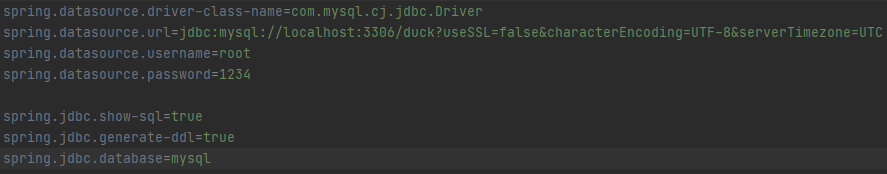 spring.datasource.driver-class-name=com.mysql.cj.jdbc.Driver
spring.datasource.url=jdbc:mysql://localhost:3306/duck?useSSL=false&characterEncoding=UTF-8&serverTimezone=UTC
spring.datasource.username=root
spring.datasource.password=1234
spring.jdbc.show-sql=true
spring.jdbc.generate-ddl=true
spring.jdbc.database=mysql